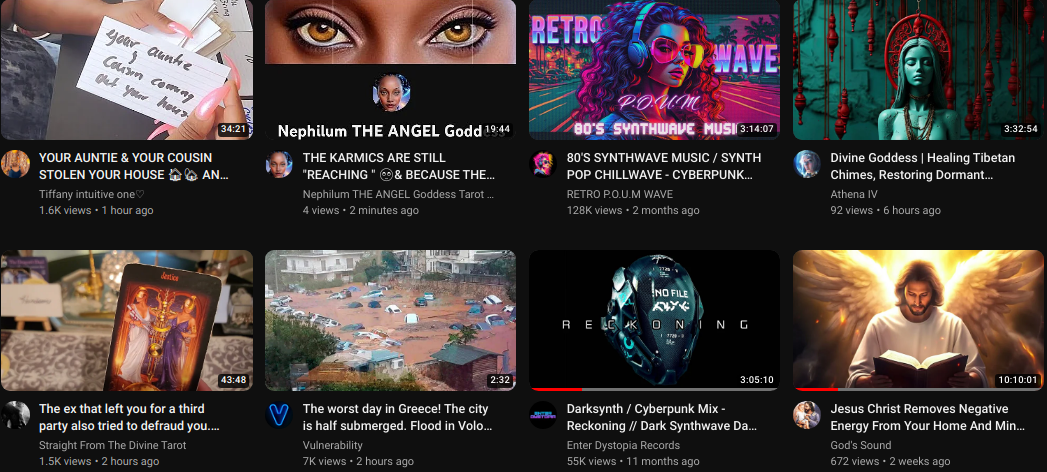 your auntie
&
Cousin coming
out your house
34:21
YOUR AUNTIE & YOUR COUSIN
STOLEN YOUR HOUSE 🏠🏠 AN...
Tiffany intuitive one♡
1.6K views • 1 hour ago
Nephilum THE ANGEL Godd
19:44
THE KARMICS ARE STILL
"REACHING " 💀& BECAUSE THE...
Nephilum THE ANGEL Goddess Tarot ...
4 views • 2 minutes ago
RETRO
WAVE
P.O.U.M
80'S SYNTHWAVE MUSI
3:14:07
80'S SYNTHWAVE MUSIC / SYNTH
POP CHILLWAVE - CYBERPUNK...
RETRO P.O.U.M WAVE
128K views • 2 months ago
3:32:54
Divine Goddess | Healing Tibetan
Chimes, Restoring Dormant...
Athena IV
92 views • 6 hours ago
Justice
43:48
The ex that left you for a third
party also tried to defraud you....
Straight From The Divine Tarot
1.5K views • 2 hours ago
2:32
The worst day in Greece! The city
is half submerged. Flood in Volo...
Vulnerability
7K views • 2 hours ago
NO FILE
RECKONING
3:05:10
Darksynth / Cyberpunk Mix -
Reckoning // Dark Synthwave Da...
Enter Dystopia Records
55K views • 11 months ago
10:10:01
Jesus Christ Removes Negative
Energy From Your Home And Min...
God's Sound
672 views • 2 weeks ago